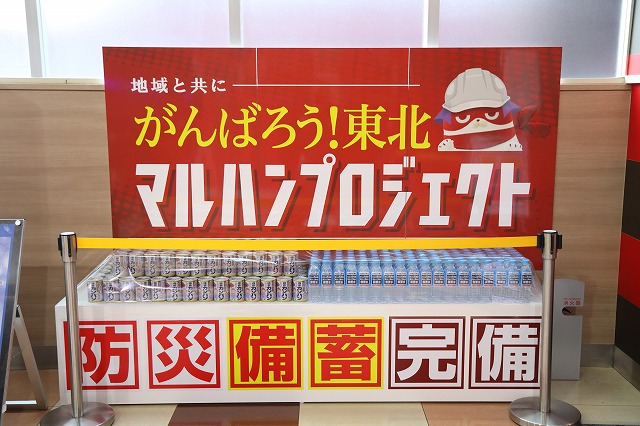 地域と共に
がんばろう!東北
マルハンプロジェクト
防災備蓄完備